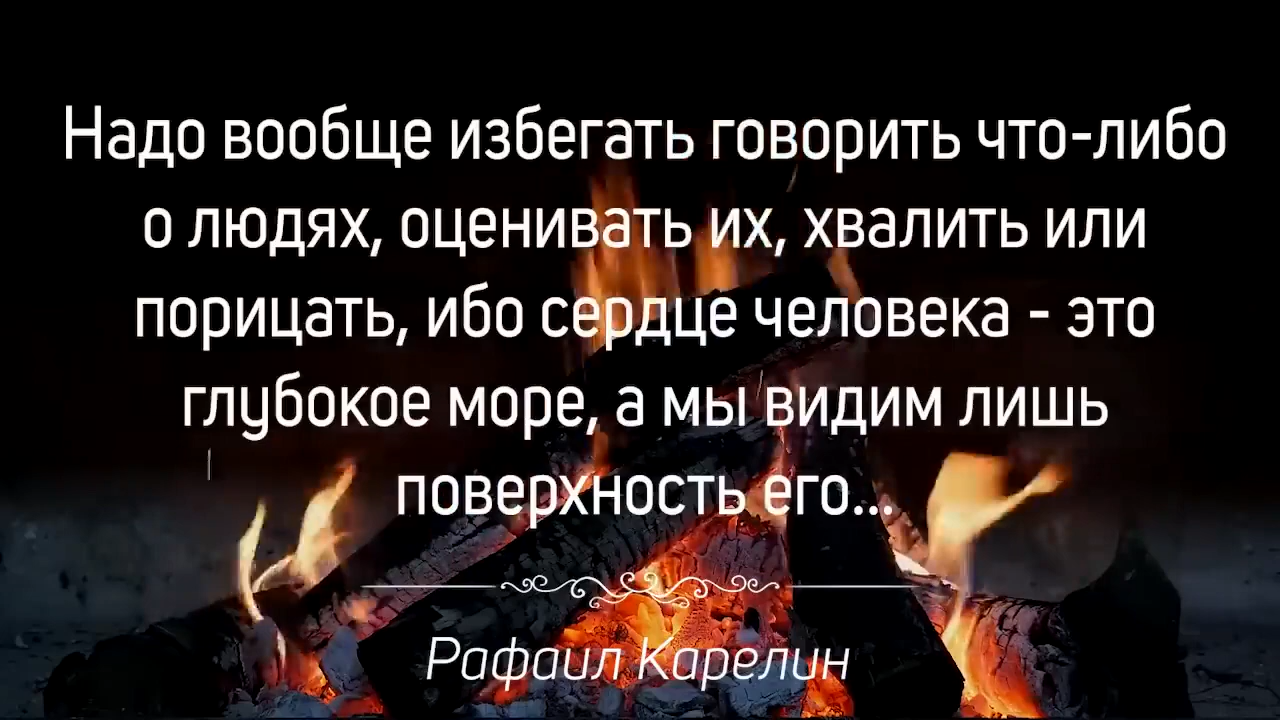 Надо вообще избегать говорить что-либо
о людях, оценивать их, хвалить или
порицать, ибо сердце человека - это
глубокое море, а мы видим лишь
поверхность его...
Рафаил Карелин